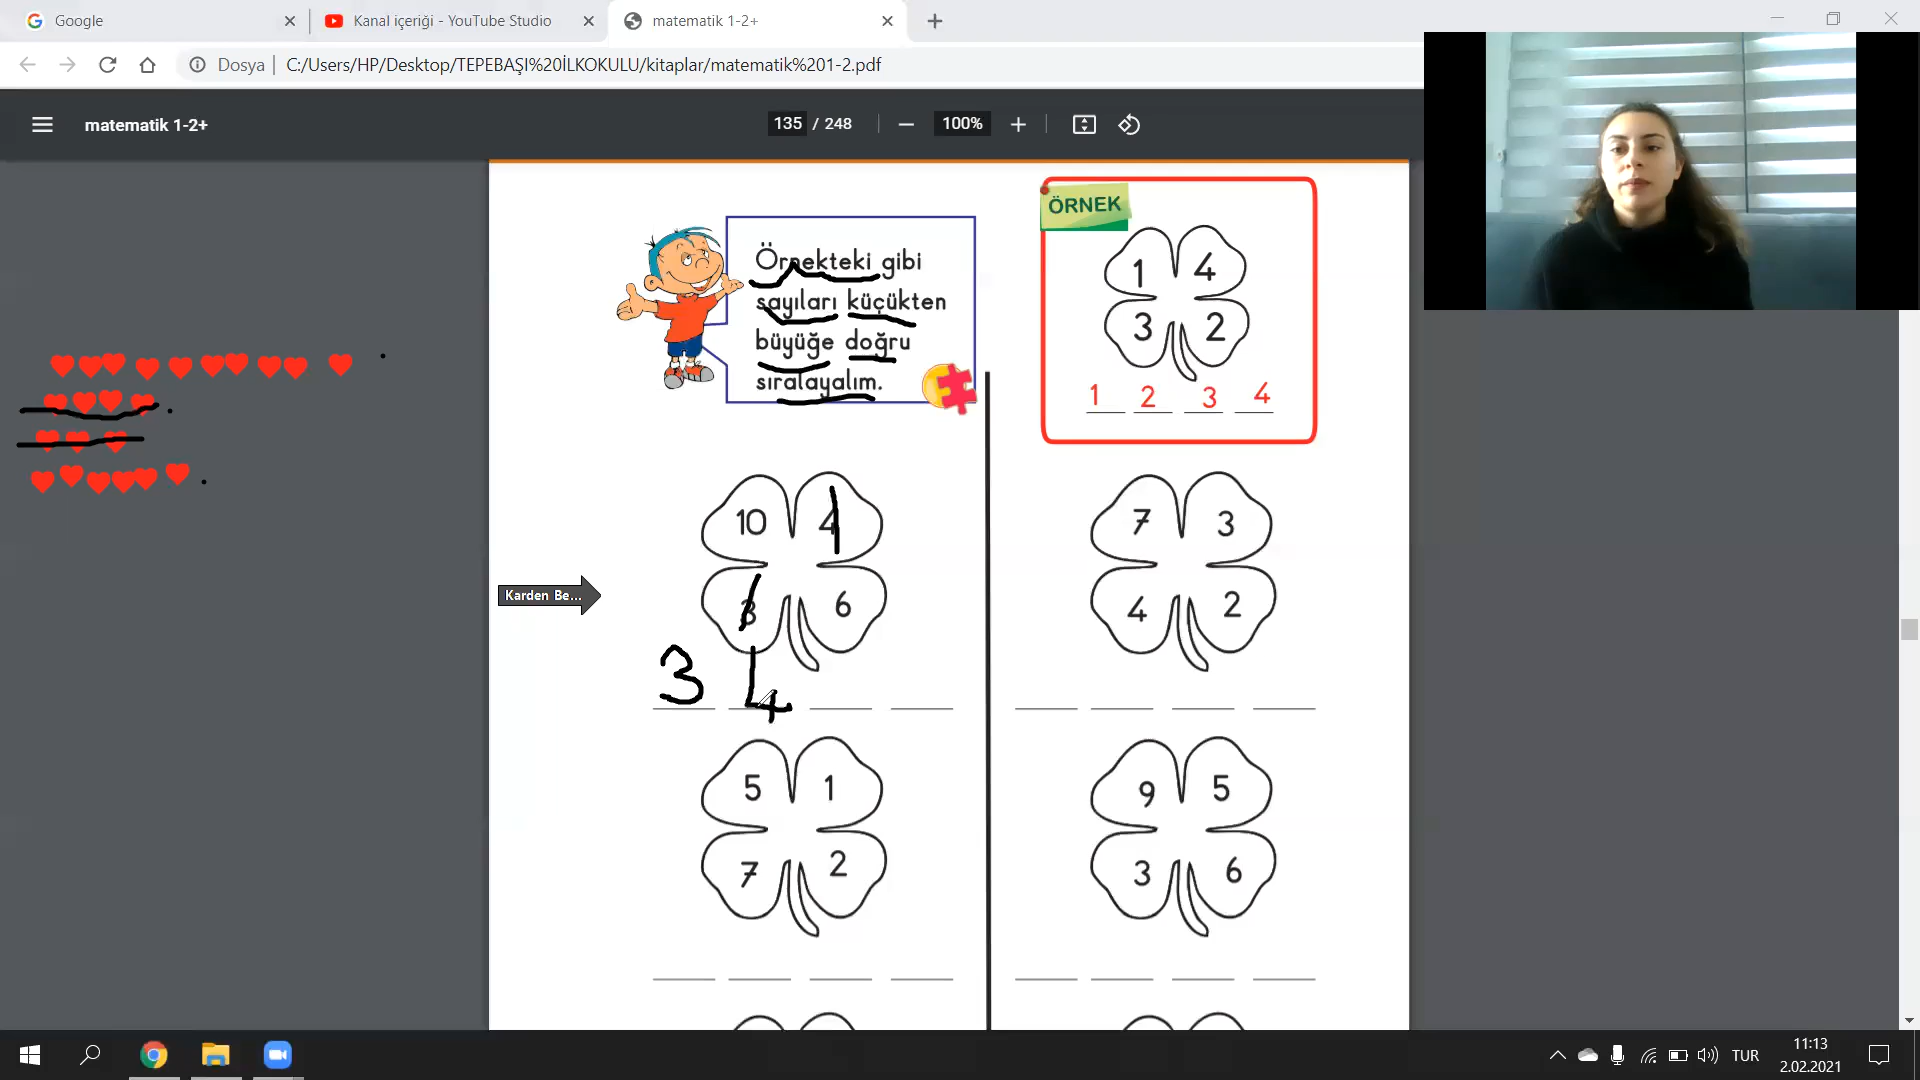 Google
Kanal içeriği - YouTube Studio
matematik 1-2+
Dosya
C:/Users/HP/Desktop/TEPEBAŞI%20İLKOKULU/kitaplar/matematik%201-2.pdf
matematik 1-2+
135 / 248
100%
ÖRNEK
1 4
3 2
1 2 3 4
Örnekteki gibi
sayıları küçükten
büyüğe doğru
sıralayalım.
Karden Be...
10 4
3 6
3 4
7 3
4 2
5 1
7 2
9 5
3 6
TUR
11:13
2.02.2021